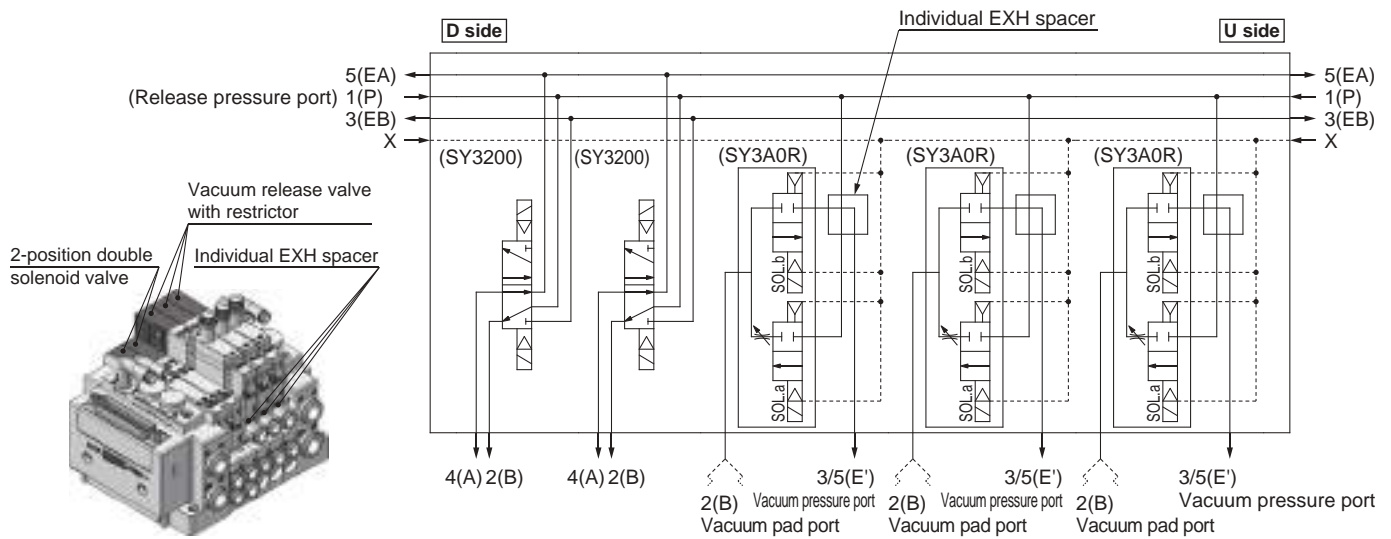 Individual EXH spacer
D side
U side
5(EA)
5(EA)
(Release pressure port) 1(P)
1(P)
3(EB)
3(EB)
X
X
(SY3200)
(SY3200)
(SY3A0R)
(SY3A0R)
(SY3A0R)
Vacuum release valve
with restrictor
2-position double
solenoid valve
Individual EXH spacer
SOL.b
SOL.b
SOL.b
SOL.a
SOL.a
SOL.a
4(A) 2(B)
4(A) 2(B)
2(B)
Vacuum pad port
3/5(E')
Vacuum pressure port
2(B)
Vacuum pad port
3/5(E')
Vacuum pressure port
2(B)
Vacuum pad port
3/5(E')
Vacuum pressure port